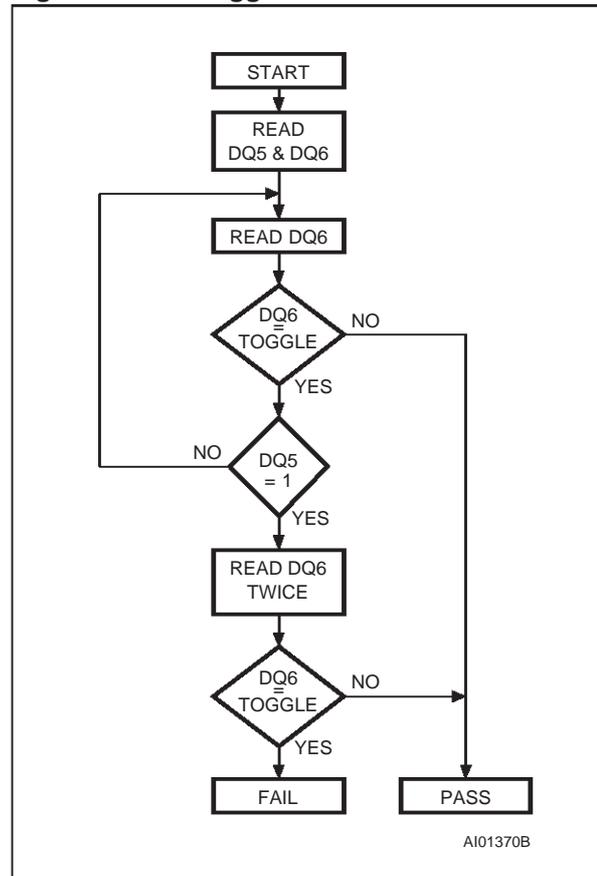 START
READ
DQ5 & DQ6
READ DQ6
DQ6
=
TOGGLE
NO
YES
NO
DQ5
= 1
YES
READ DQ6
TWICE
DQ6
=
TOGGLE
NO
YES
FAIL
PASS
AI01370B